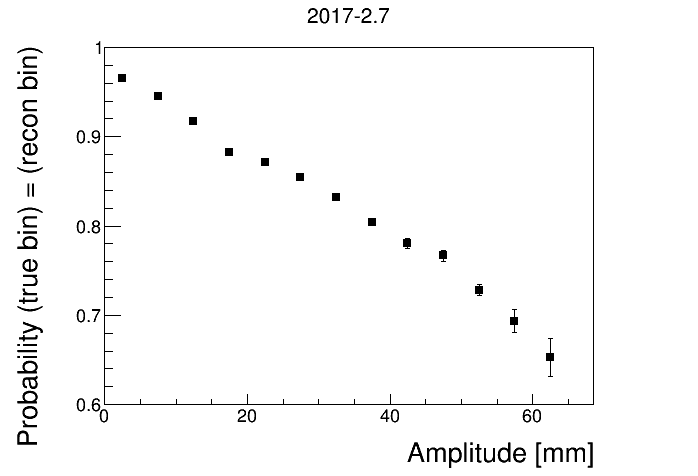 2017-2.7
Probability (true bin) = (recon bin)
1
0.9
0.8
0.7
0.6
0 20 40 60
Amplitude [mm]